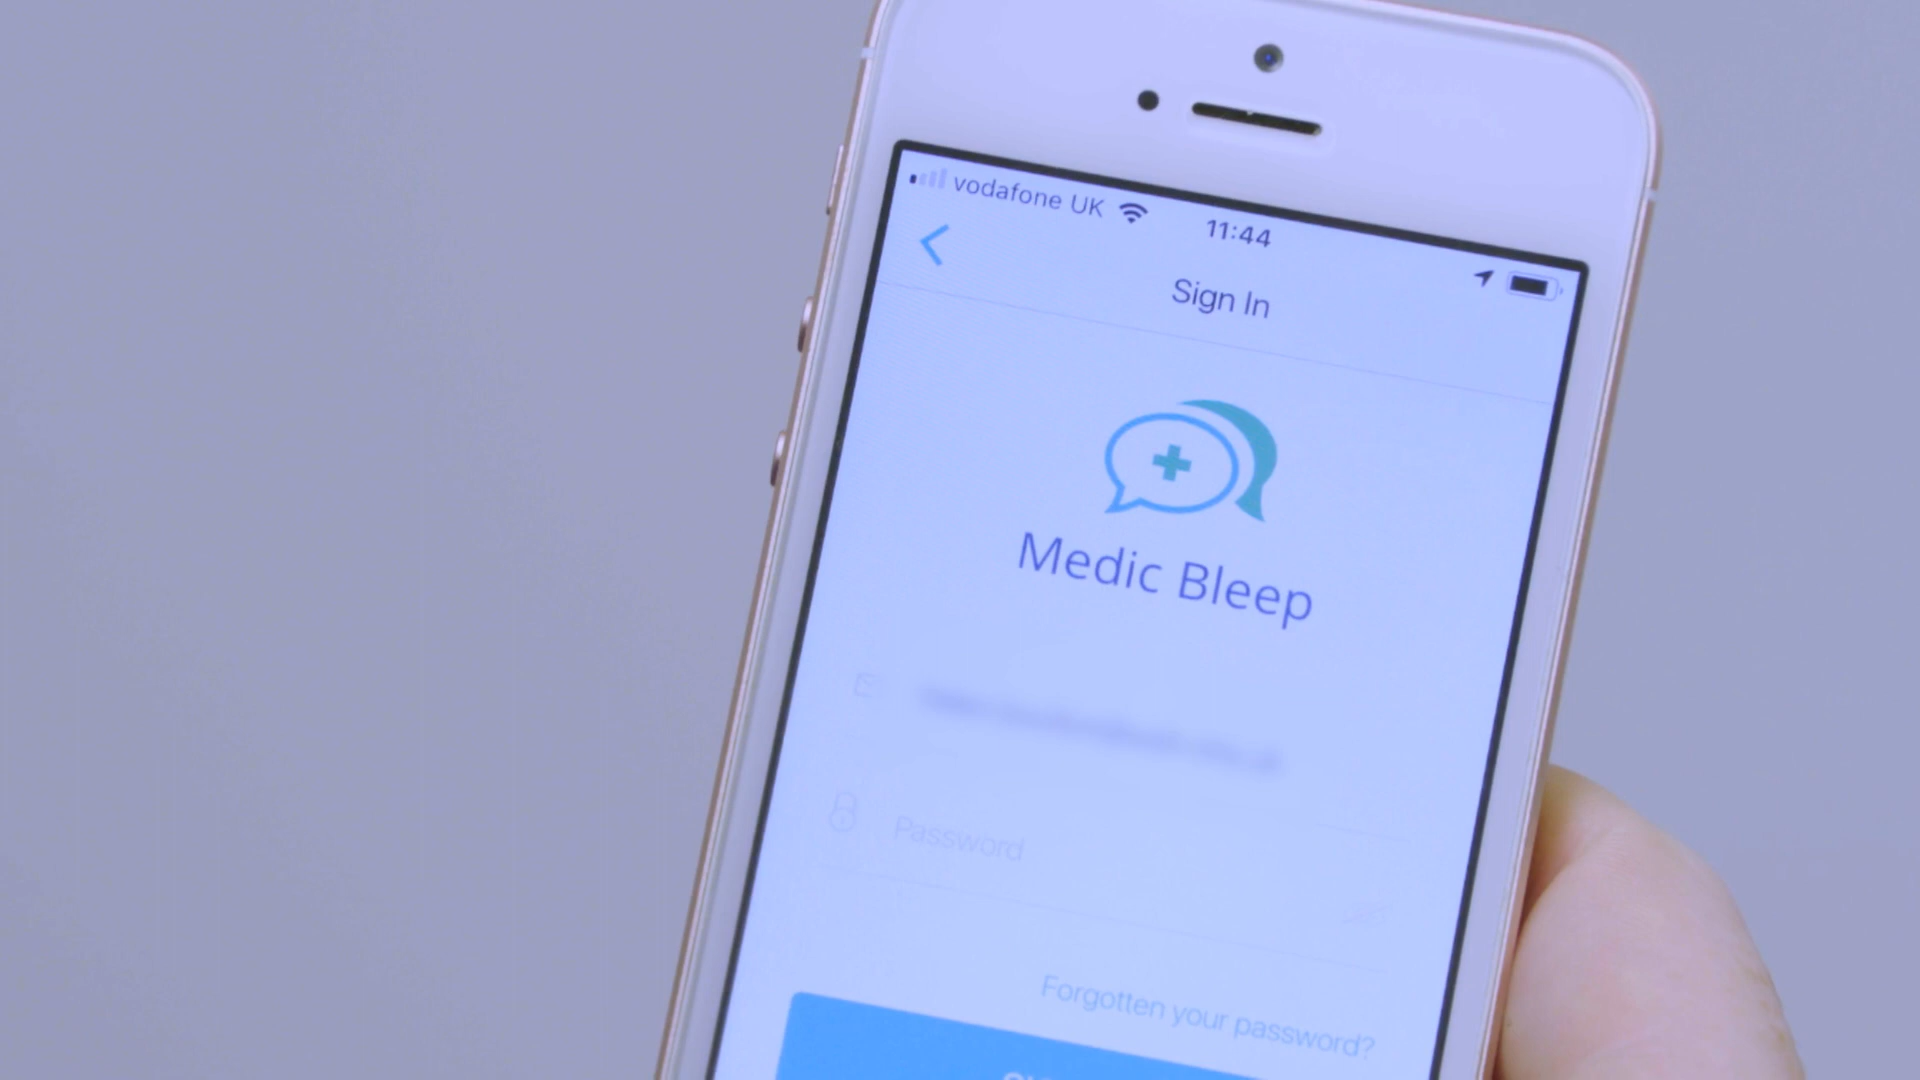 vodafone UK
11:44
Sign In
Medic Bleep
Password
Forgotten your password?